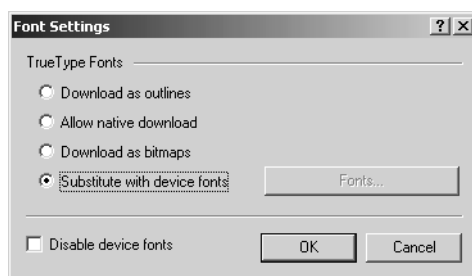 Font Settings
TrueType Fonts
Download as outlines
Allow native download
Download as bitmaps
Substitute with device fonts
Fonts...
Disable device fonts
OK
Cancel